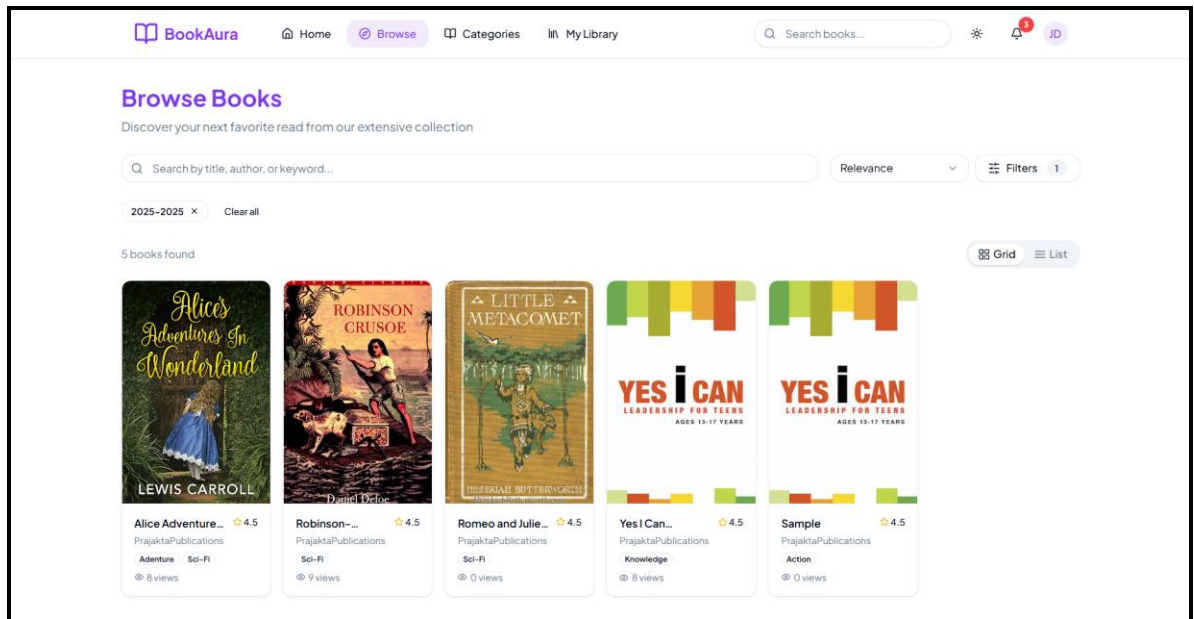 BookAura Home Browse Categories My Library Search books... 3 JD
Browse Books
Discover your next favorite read from our extensive collection
Search by title, author, or keyword... Relevance Filters 1
2025-2025 × Clear all
5 books found Grid List
Alice's
Adventures In
Wonderland
LEWIS CARROLL
ROBINSON
CRUSOE
Daniel Defoe
LITTLE
METACOMET
HEZEKIAH BUTTERWORTH
YES i CAN
LEADERSHIP FOR TEENS
AGES 13-17 YEARS
YES i CAN
LEADERSHIP FOR TEENS
AGES 13-17 YEARS
Alice Adventure... 4.5
PrajaktaPublications
Adenture Sci-Fi
8 views
Robinson-... 4.5
PrajaktaPublications
Sci-Fi
9 views
Romeo and Julie... 4.5
PrajaktaPublications
Sci-Fi
0 views
Yes I Can... 4.5
PrajaktaPublications
Knowledge
8 views
Sample 4.5
PrajaktaPublications
Action
0 views